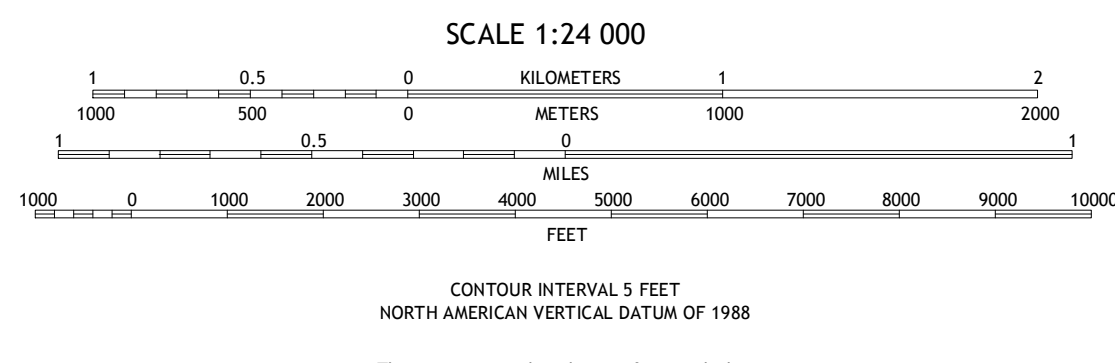 SCALE 1:24 000
1 0.5 0 KILOMETERS 1 2
1000 500 0 METERS 1000 2000
1 0.5 0 1
MILES
1000 0 1000 2000 3000 4000 5000 6000 7000 8000 9000 10000
FEET
CONTOUR INTERVAL 5 FEET
NORTH AMERICAN VERTICAL DATUM OF 1988